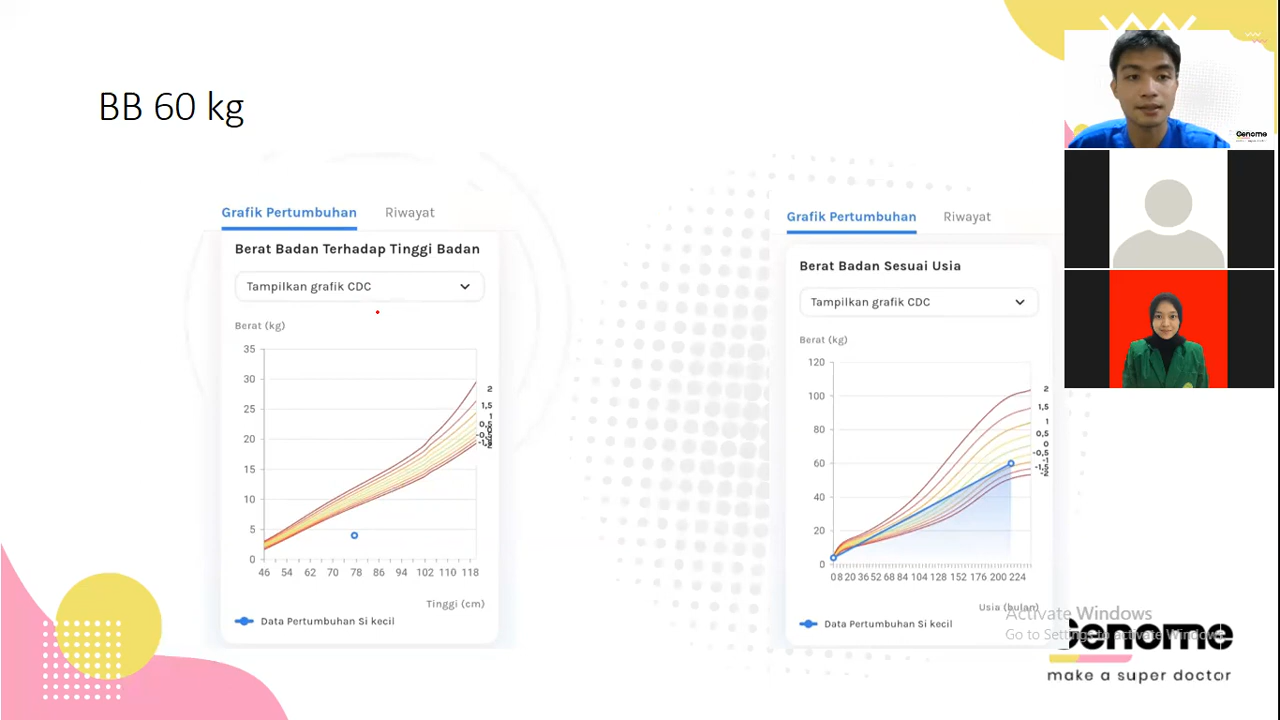 BB 60 kg
Grafik Pertumbuhan Riwayat
Berat Badan Terhadap Tinggi Badan
Tampilkan grafik CDC
Berat (kg)
35
30
25
20
15
10
5
0
2
1,5
1
46 54 62 70 78 86 94 102 110 118
Tinggi (cm)
Data Pertumbuhan Si kecil
Grafik Pertumbuhan Riwayat
Berat Badan Sesuai Usia
Tampilkan grafik CDC
Berat (kg)
120
100
80
60
40
20
0
2
1,5
1
0,5
0
-0,5
-1
-1,5
-2
0 8 20 36 52 68 84 104 128 152 176 200 224
Usia (bulan)
Data Pertumbuhan Si kecil
Genome
Activate Windows
Go to Settings to activate Windows.
Genome
make a super doctor